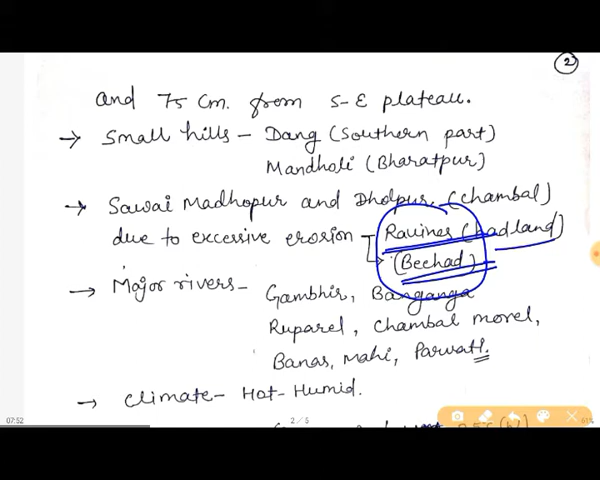 2
and 75 cm. from S-E plateau.
→ Small hills - Dang (Southern part)
Mandholi (Bharatpur)
→ Sawai Madhopur and Dholpur (Chambal)
due to excessive erosion
Ravines (badland)
(Beehad)
→ Major rivers - Gambhir, Banganga
Ruparel, Chambal morel,
Banas, Mahi, Parwati.
→ Climate - Hot-Humid.
07:52
2 / 5